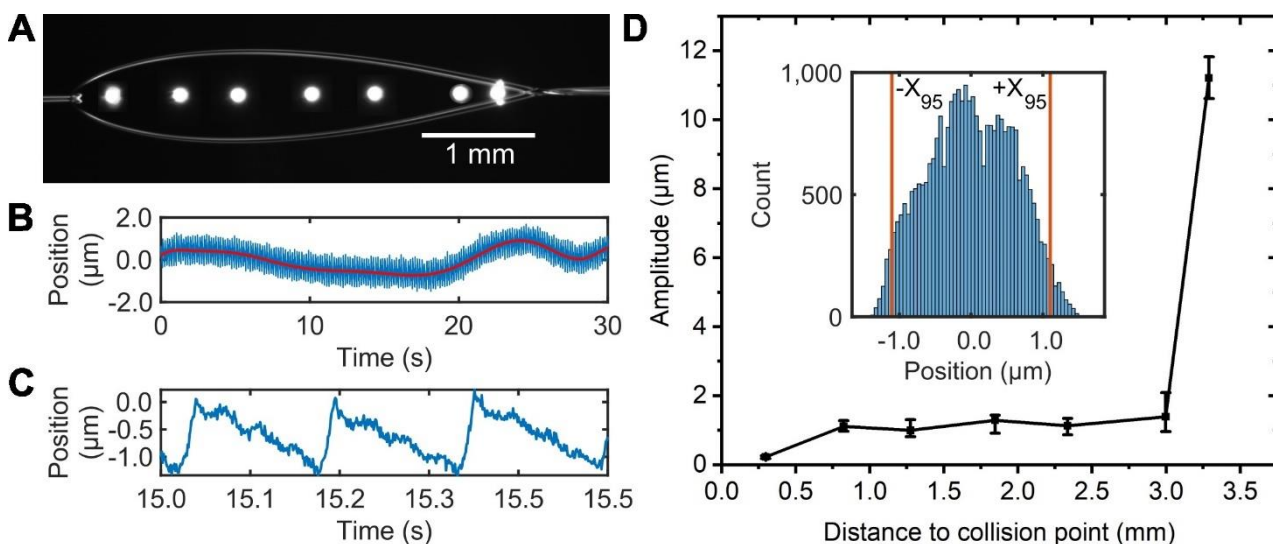 A
1 mm
B
Position
(µm)
2.0
0.0
-2.0
0
10
20
30
Time (s)
C
Position
(µm)
0.0
-0.5
-1.0
15.0
15.1
15.2
15.3
15.5
15.5
Time (s)
D
Amplitude (µm)
12
10
8
6
4
2
0
0.0
0.5
1.0
1.5
2.0
2.5
3.0
3.5
Distance to collision point (mm)
1,000
500
0
Count
-X95
+X95
-1.0
0.0
1.0
Position (µm)